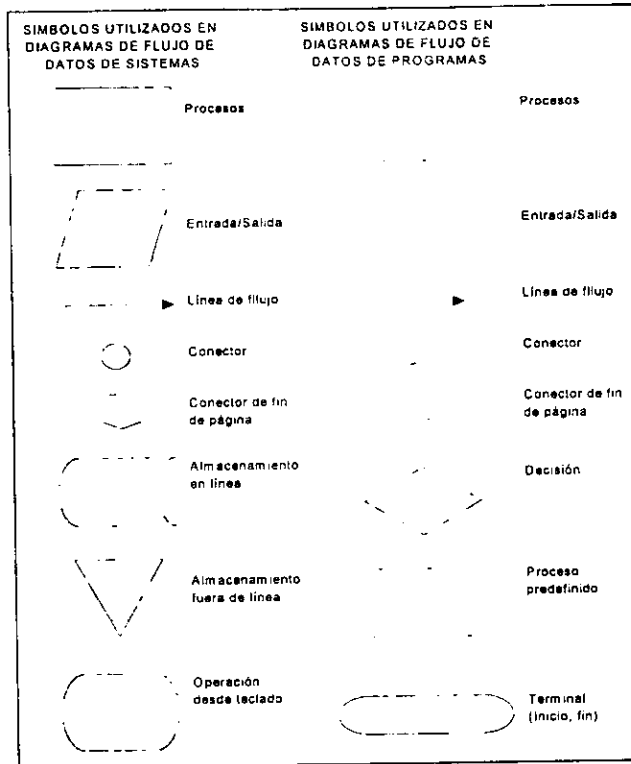 SIMBOLOS UTILIZADOS EN
DIAGRAMAS DE FLUJO DE
DATOS DE SISTEMAS
SIMBOLOS UTILIZADOS EN
DIAGRAMAS DE FLUJO DE
DATOS DE PROGRAMAS
Procesos
Procesos
Entrada/Salida
Entrada/Salida
Línea de flujo
Línea de flujo
Conector
Conector
Conector de fin
de página
Conector de fin
de página
Almacenamiento
en línea
Decisión
Almacenamiento
fuera de línea
Proceso
predefinido
Operación
desde teclado
Terminal
(Inicio, fin)